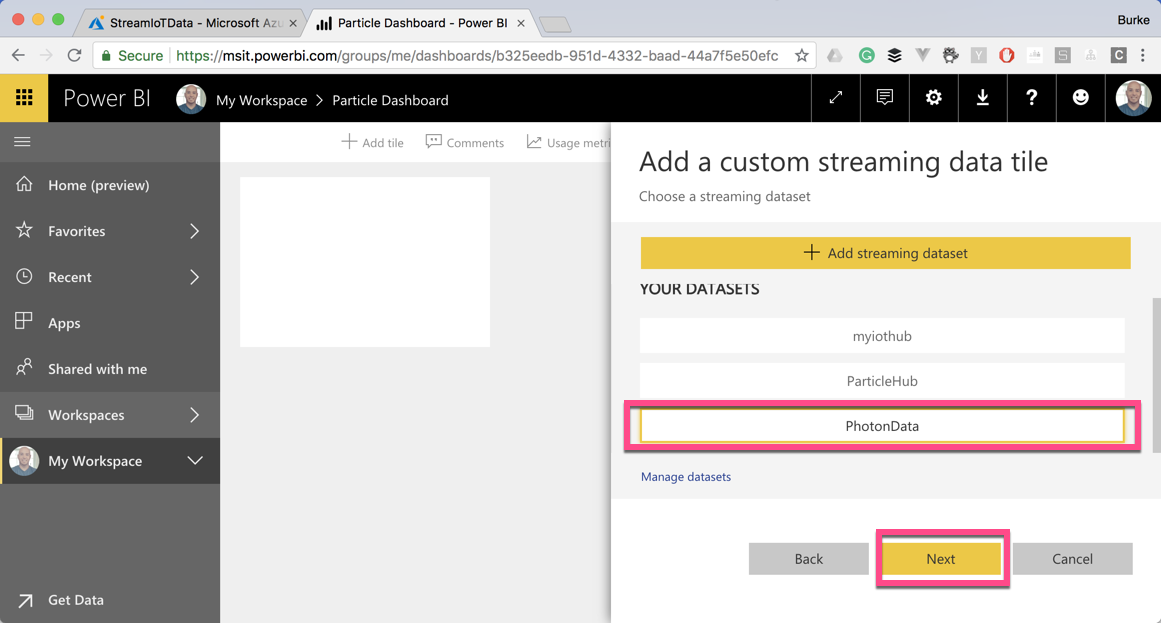 StreamIoTData - Microsoft Azu
Particle Dashboard - Power BI
Burke
Secure https://msit.powerbi.com/groups/me/dashboards/b325eedb-951d-4332-baad-44a7f5e50efc
Power BI My Workspace > Particle Dashboard
Add tile Comments Usage metri
Home (preview)
Favorites
Recent
Apps
Shared with me
Workspaces
My Workspace
Get Data
Add a custom streaming data tile
Choose a streaming dataset
Add streaming dataset
YOUR DATASETS
myiothub
ParticleHub
PhotonData
Manage datasets
Back Next Cancel